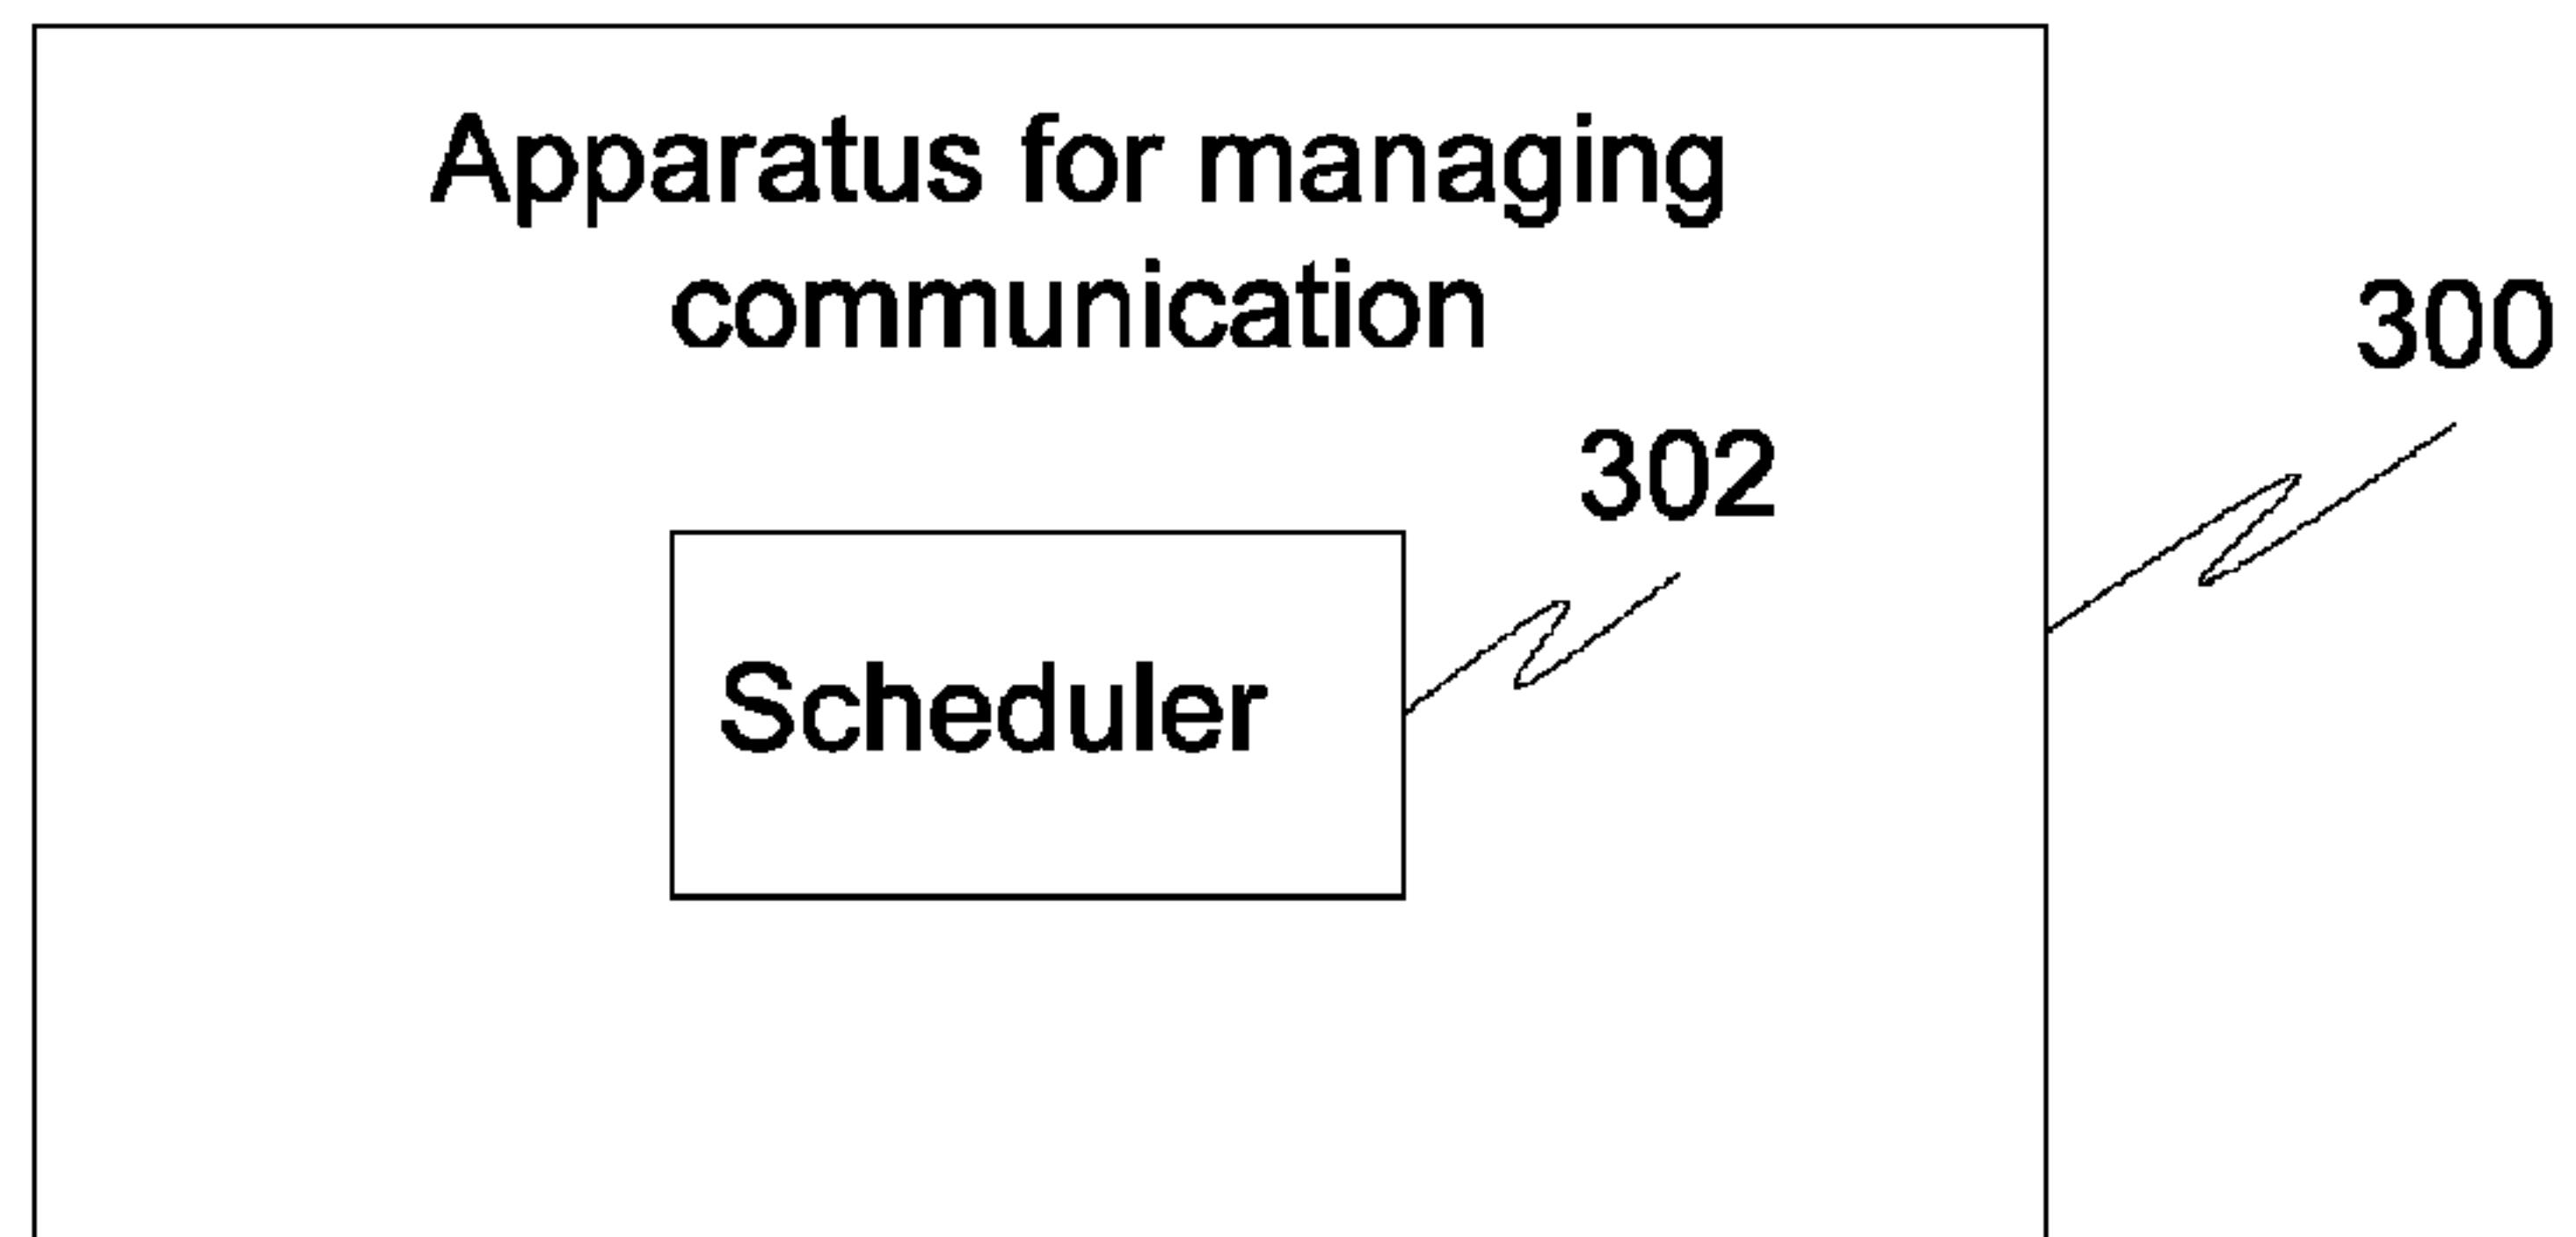 Apparatus for managing
communication
300
302
Scheduler